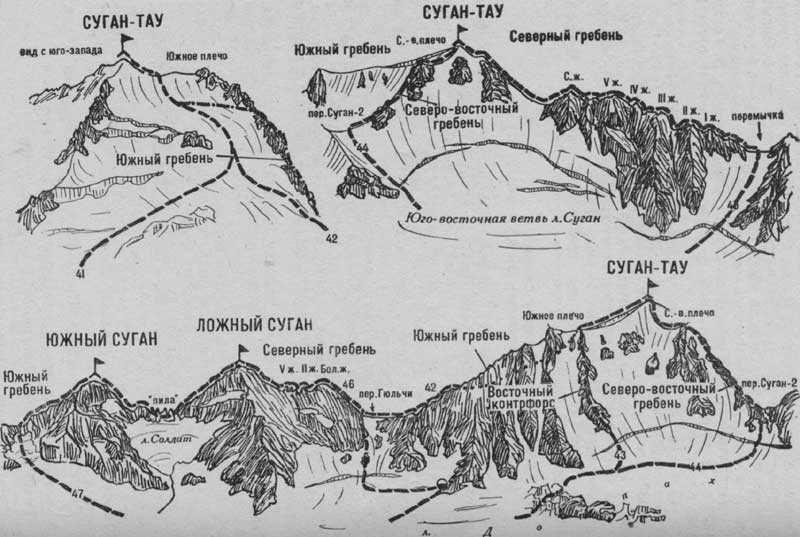 СУГАН-ТАУ
вид с юго-запада
Южное плечо
Южный гребень
41
42
СУГАН-ТАУ
Южный гребень
С.-в. плечо
Северный гребень
пер.Суган-2
Северо-восточный
гребень
44
С.ж.
V ж.
IV ж.
III ж.
II ж.
I ж.
перемычка
Юго-восточная ветвь л.Суган
СУГАН-ТАУ
ЮЖНЫЙ СУГАН
ЛОЖНЫЙ СУГАН
Южный гребень
Южное плечо
С.-в. плечо
Южный
гребень
"пила"
Северный гребень
V ж. II ж. Бол.ж.
46
пер.Гюльчи
42
Восточный
контрфорс
Северо-восточный
гребень
пер.Суган-2
л.Солдат
47
43
44
л. Д о п а х